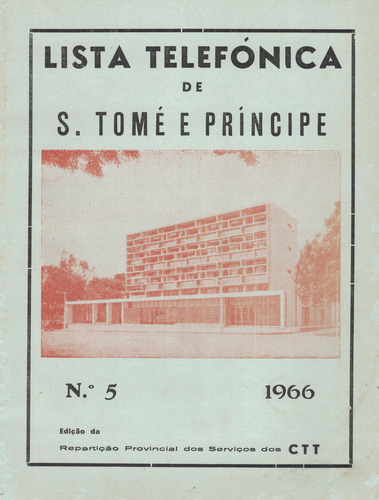 LISTA TELEFÓNICA
DE
S. TOMÉ E PRÍNCIPE
N.º 5 1966
Edição da
Repartição Provincial dos Serviços dos CTT